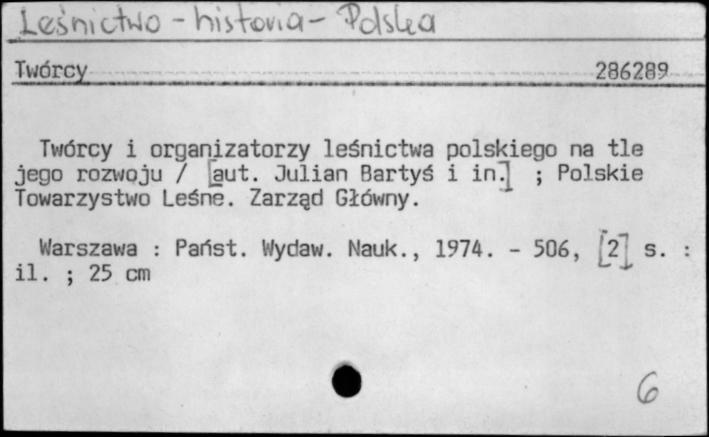 Leśnictwo - historia - Polska
Twórcy 286289
Twórcy i organizatorzy leśnictwa polskiego na tle
jego rozwoju / [aut. Julian Bartyś i in.] ; Polskie
Towarzystwo Leśne. Zarząd Główny.
Warszawa : Państ. Wydaw. Nauk., 1974. - 506, [2] s. :
il. ; 25 cm
6